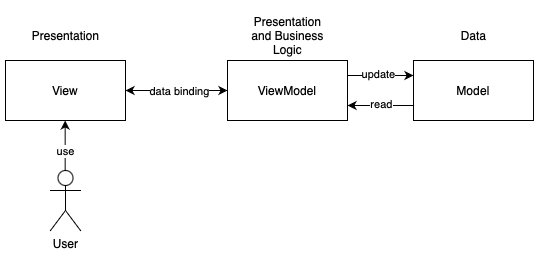 Presentation
Presentation
and Business
Logic
Data
View
data binding
ViewModel
update
read
Model
use
User